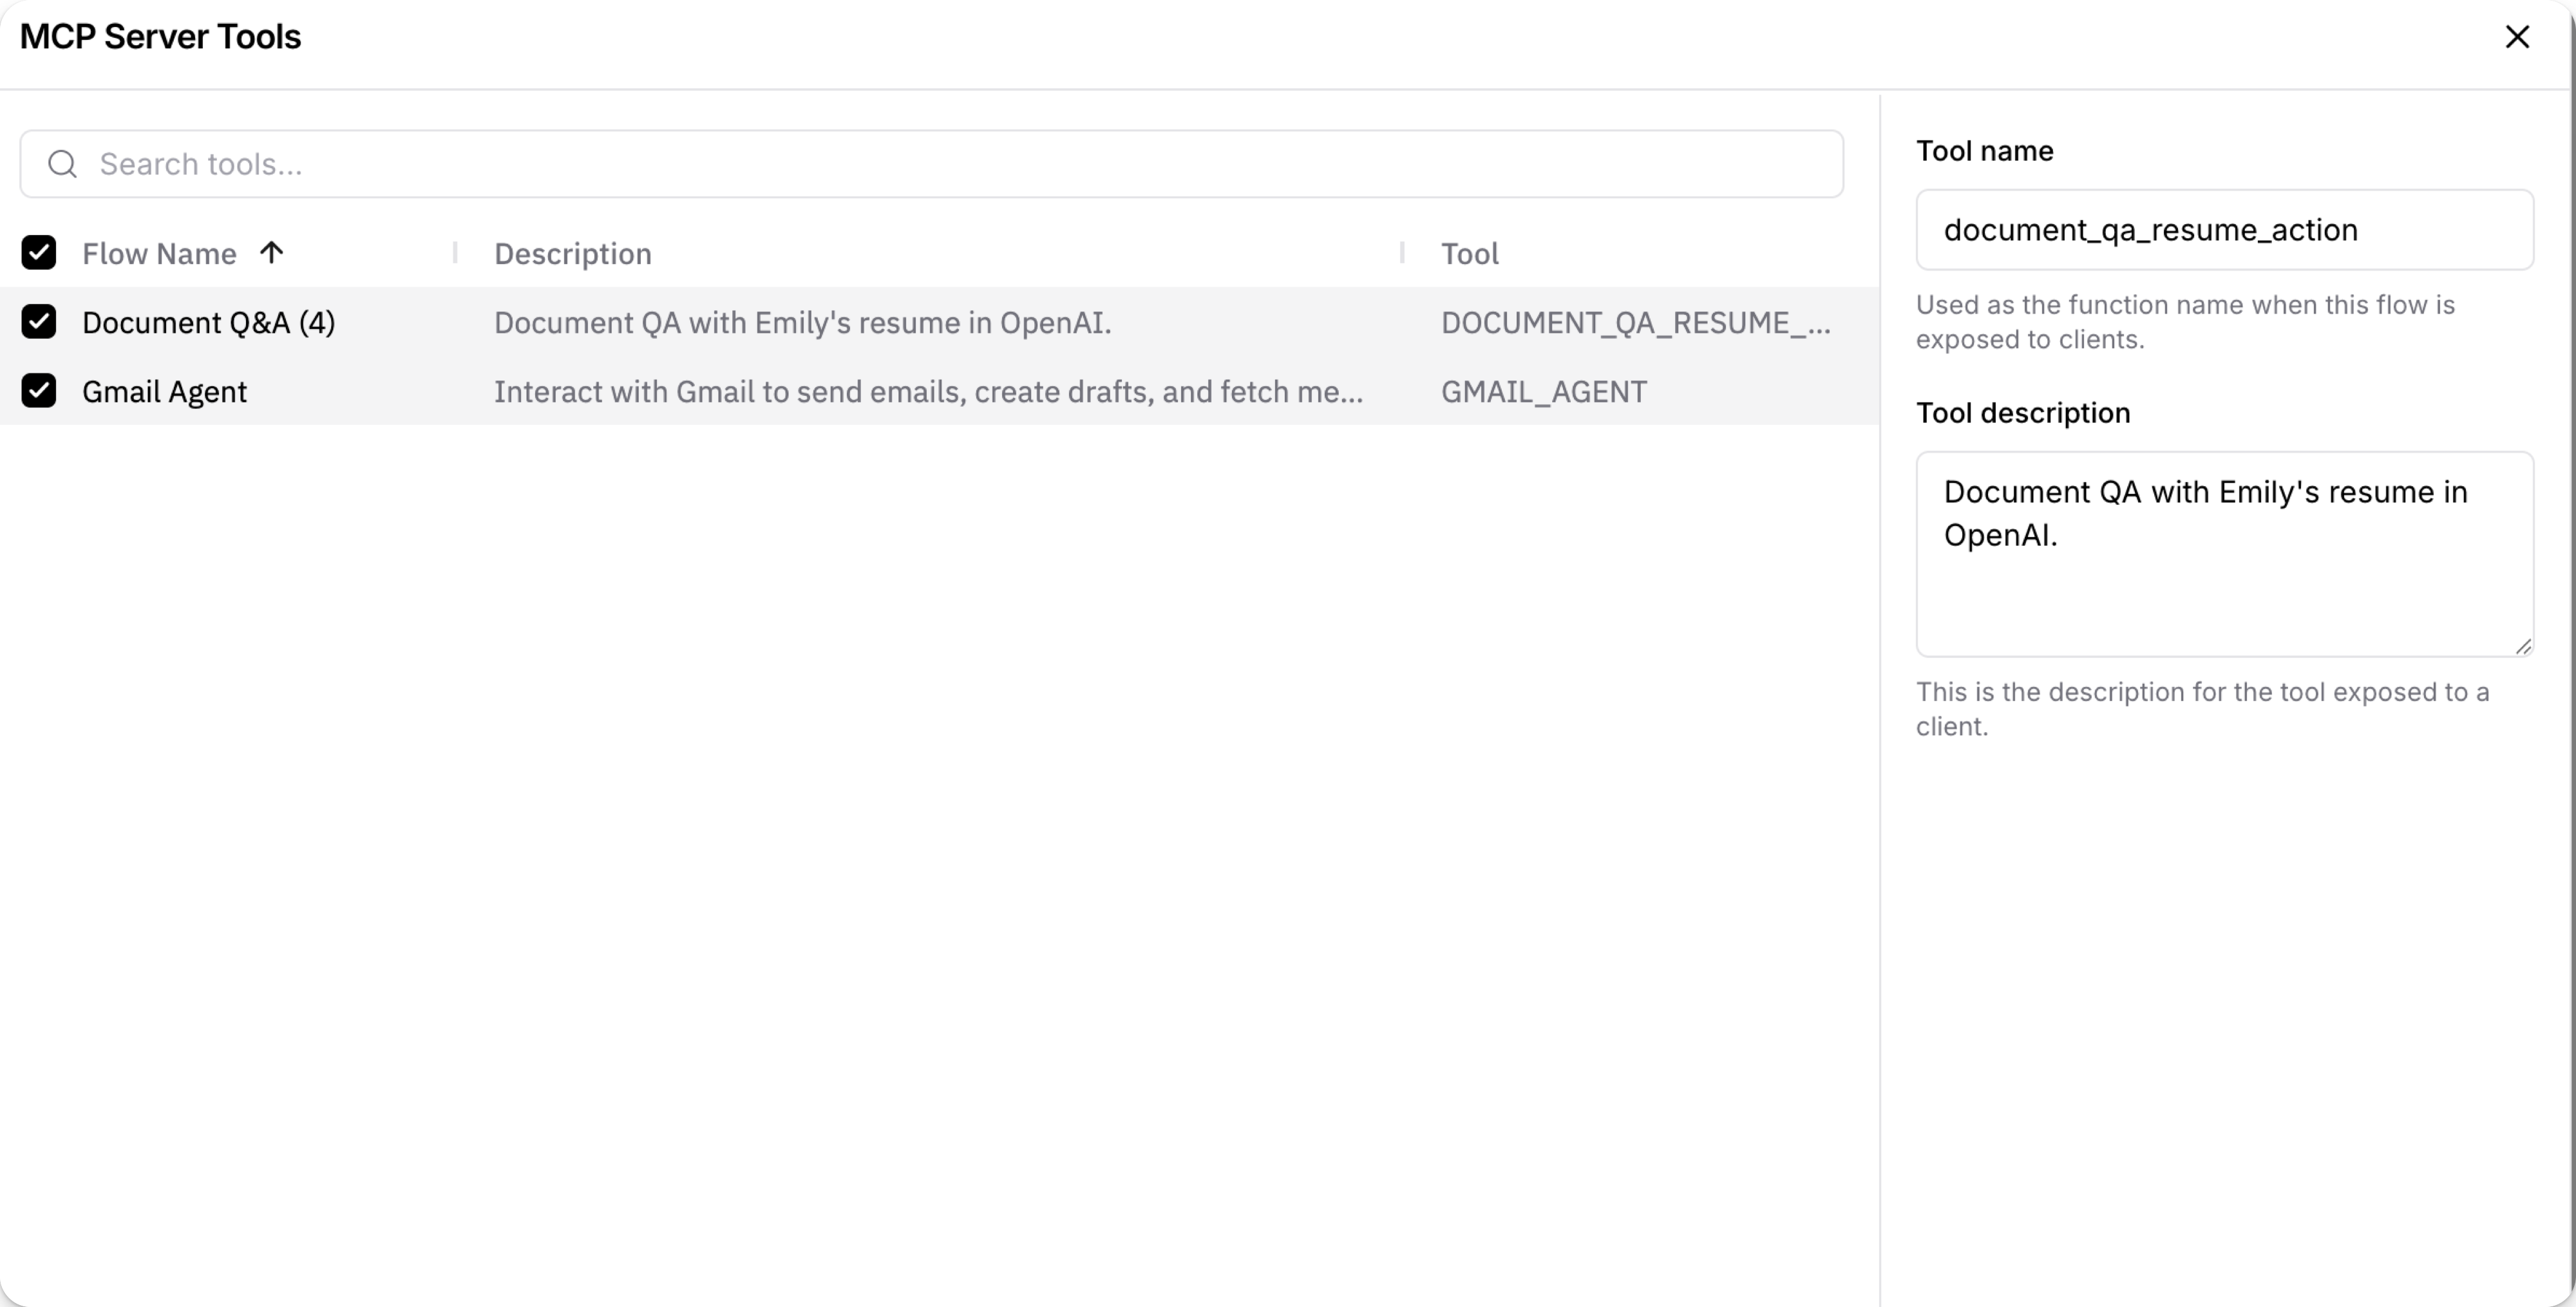 MCP Server Tools
Search tools...
Flow Name Description Tool
Document Q&A (4) Document QA with Emily's resume in OpenAI. DOCUMENT_QA_RESUME_...
Gmail Agent Interact with Gmail to send emails, create drafts, and fetch me... GMAIL_AGENT
Tool name
document_qa_resume_action
Used as the function name when this flow is
exposed to clients.
Tool description
Document QA with Emily's resume in
OpenAI.
This is the description for the tool exposed to a
client.